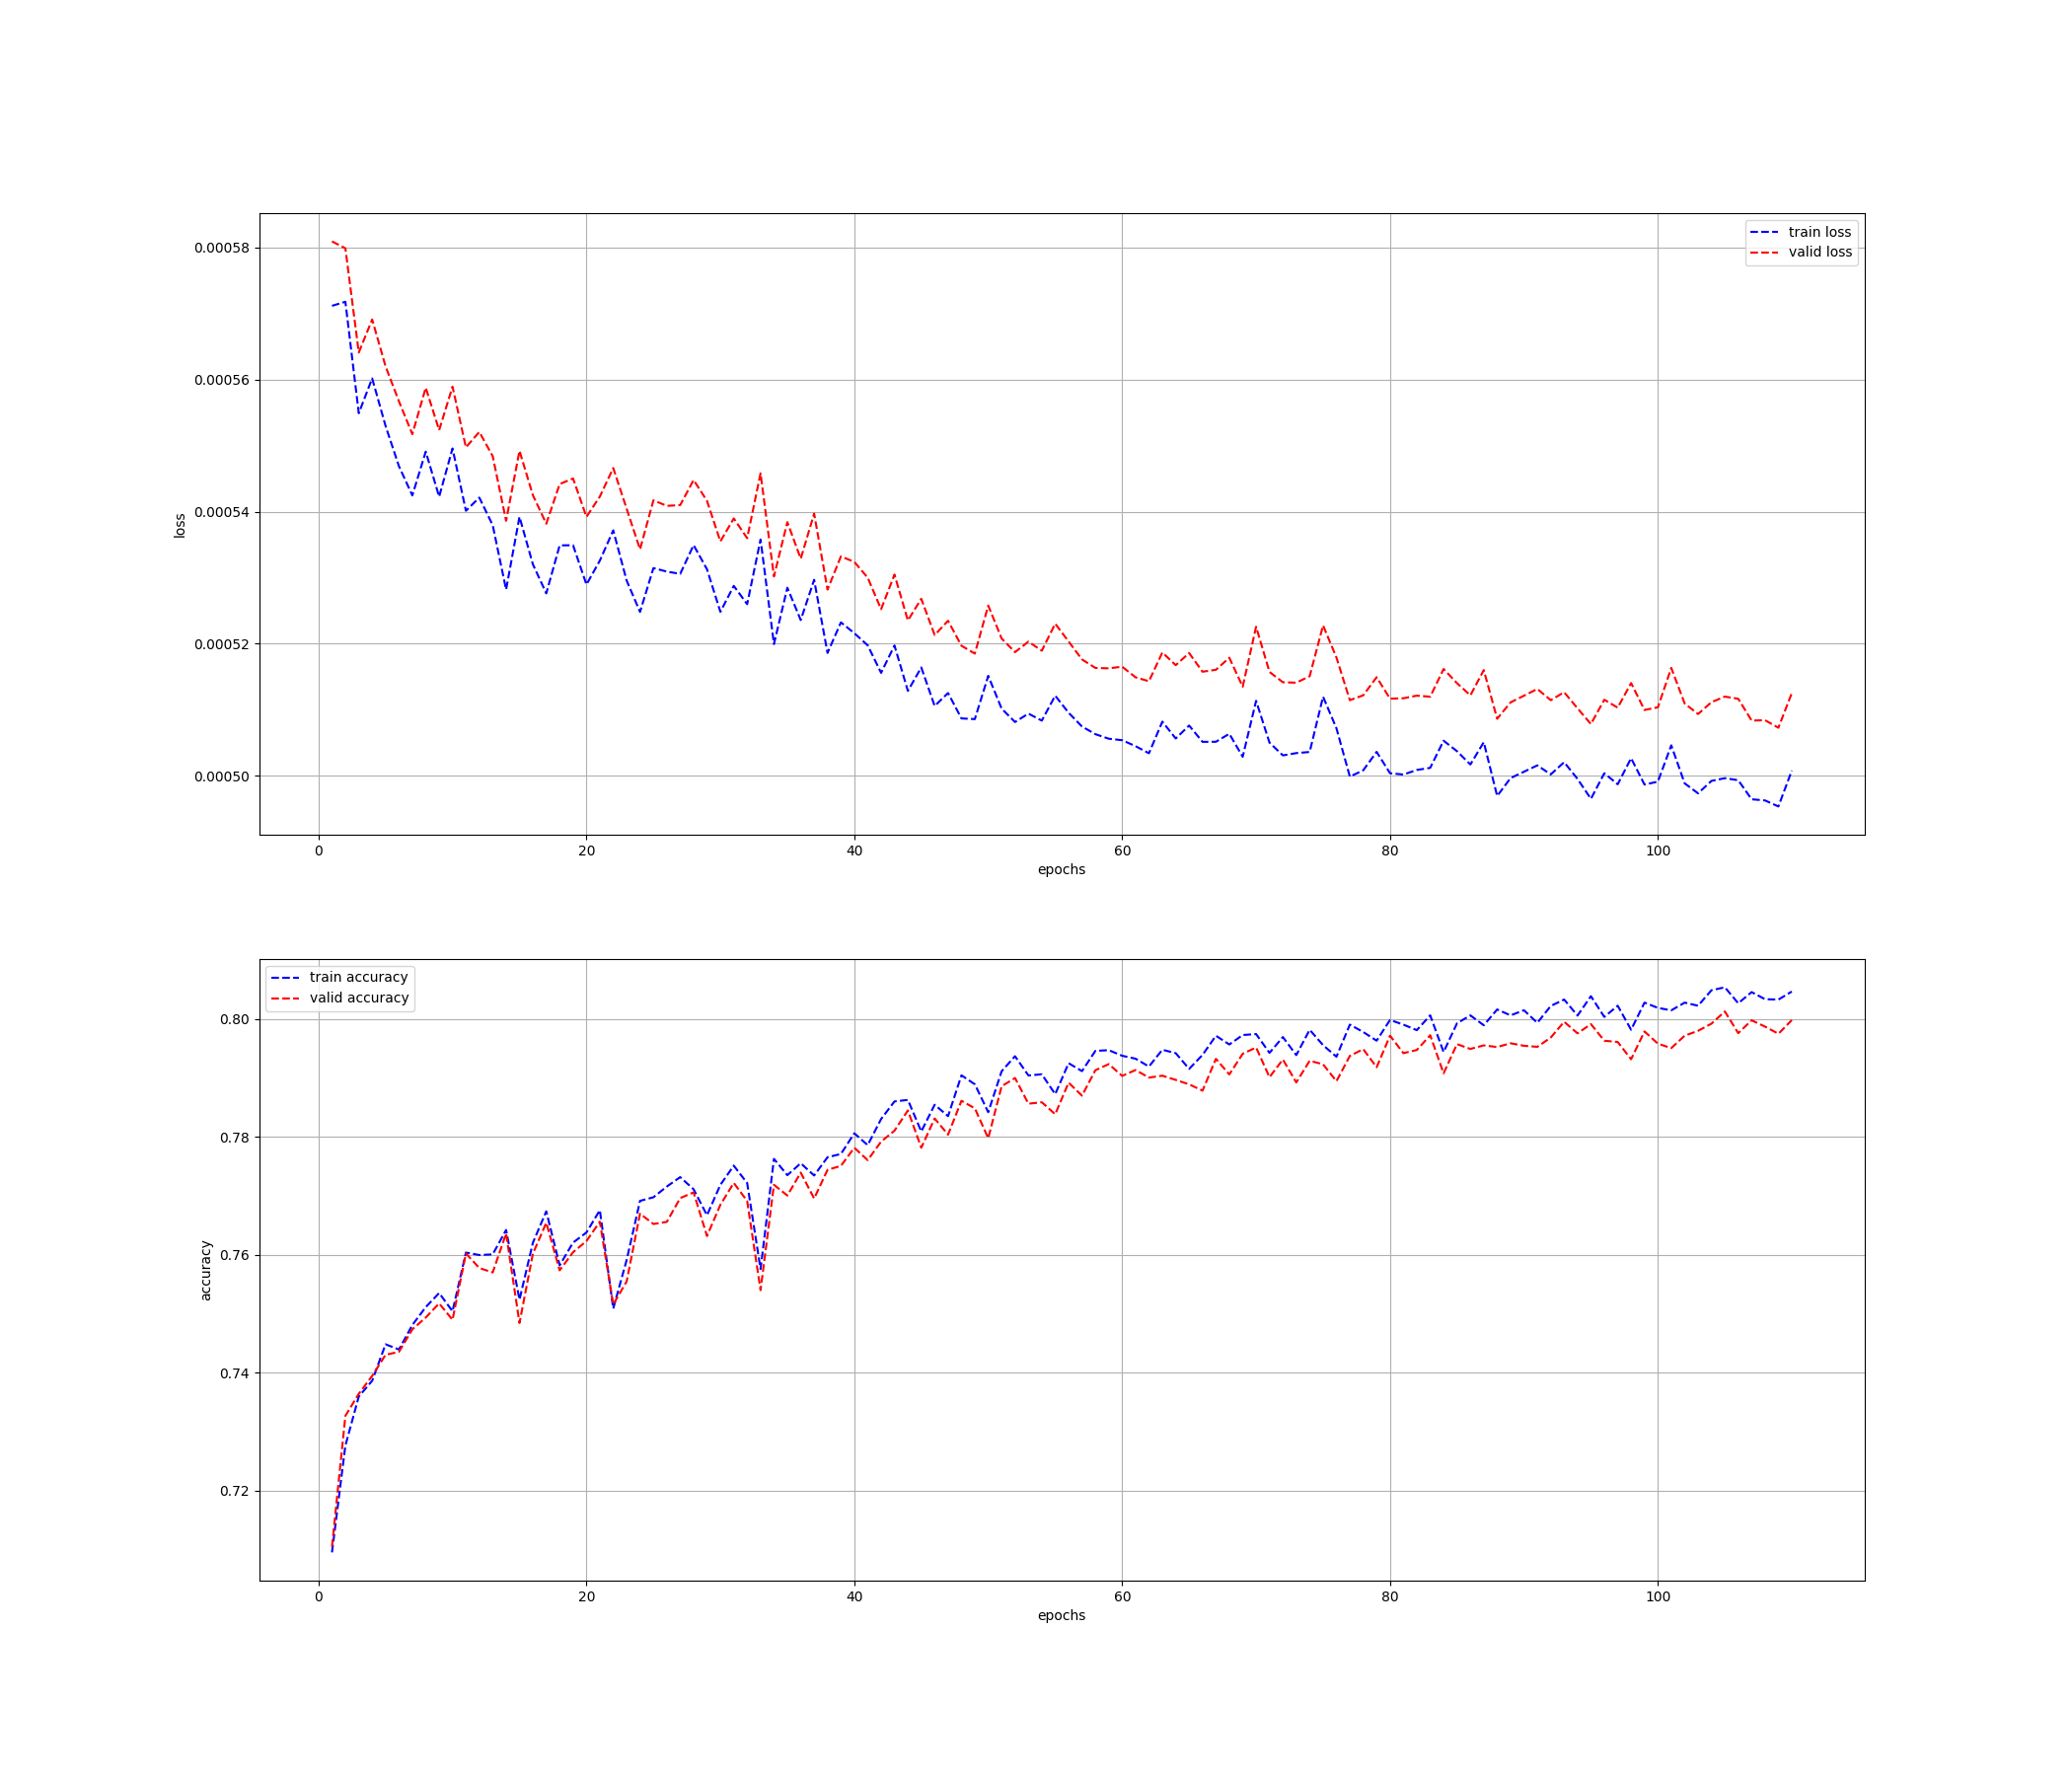 train loss
valid loss
0.00058
0.00056
0.00054
0.00052
0.00050
loss
0 20 40 60 80 100
epochs
train accuracy
valid accuracy
0.80
0.78
0.76
0.74
0.72
accuracy
0 20 40 60 80 100
epochs